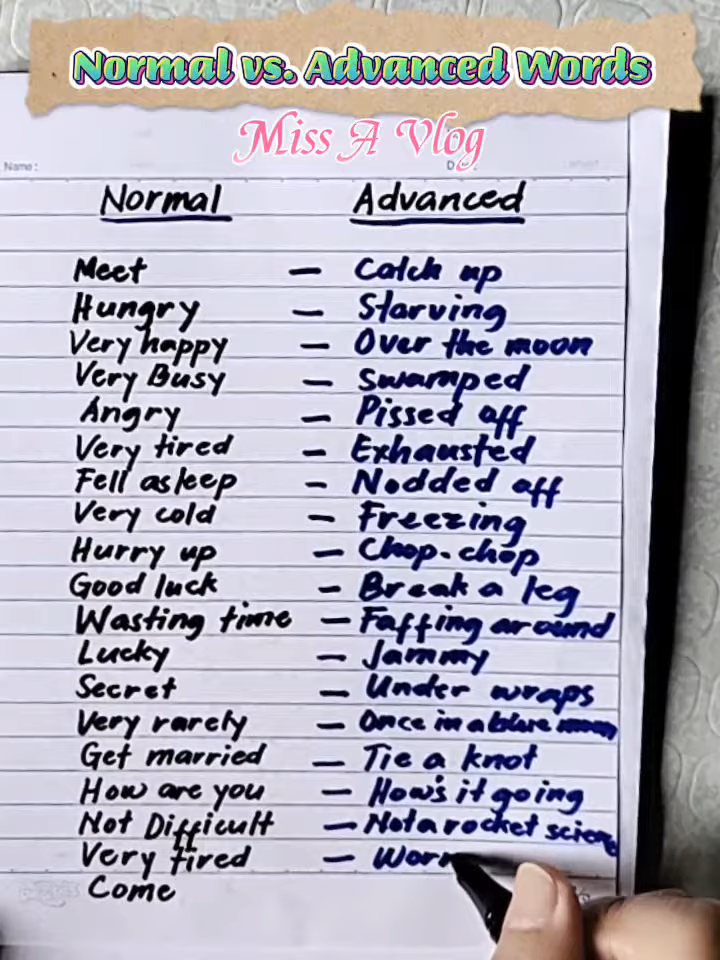 Normal vs. Advanced Words
Miss A Vlog
Name :
Normal Advanced
Meet — Catch up
Hungry — Starving
Very happy — Over the moon
Very Busy — Swamped
Angry — Pissed off
Very tired — Exhausted
Fell asleep — Nodded off
Very cold — Freezing
Hurry up — Chop-chop
Good luck — Break a leg
Wasting time — Faffing around
Lucky — Jammy
Secret — Under wraps
Very rarely — Once in a blue moon
Get married — Tie a knot
How are you — How's it going
Not Difficult — Not a rocket science
Very tired — Worn
Come